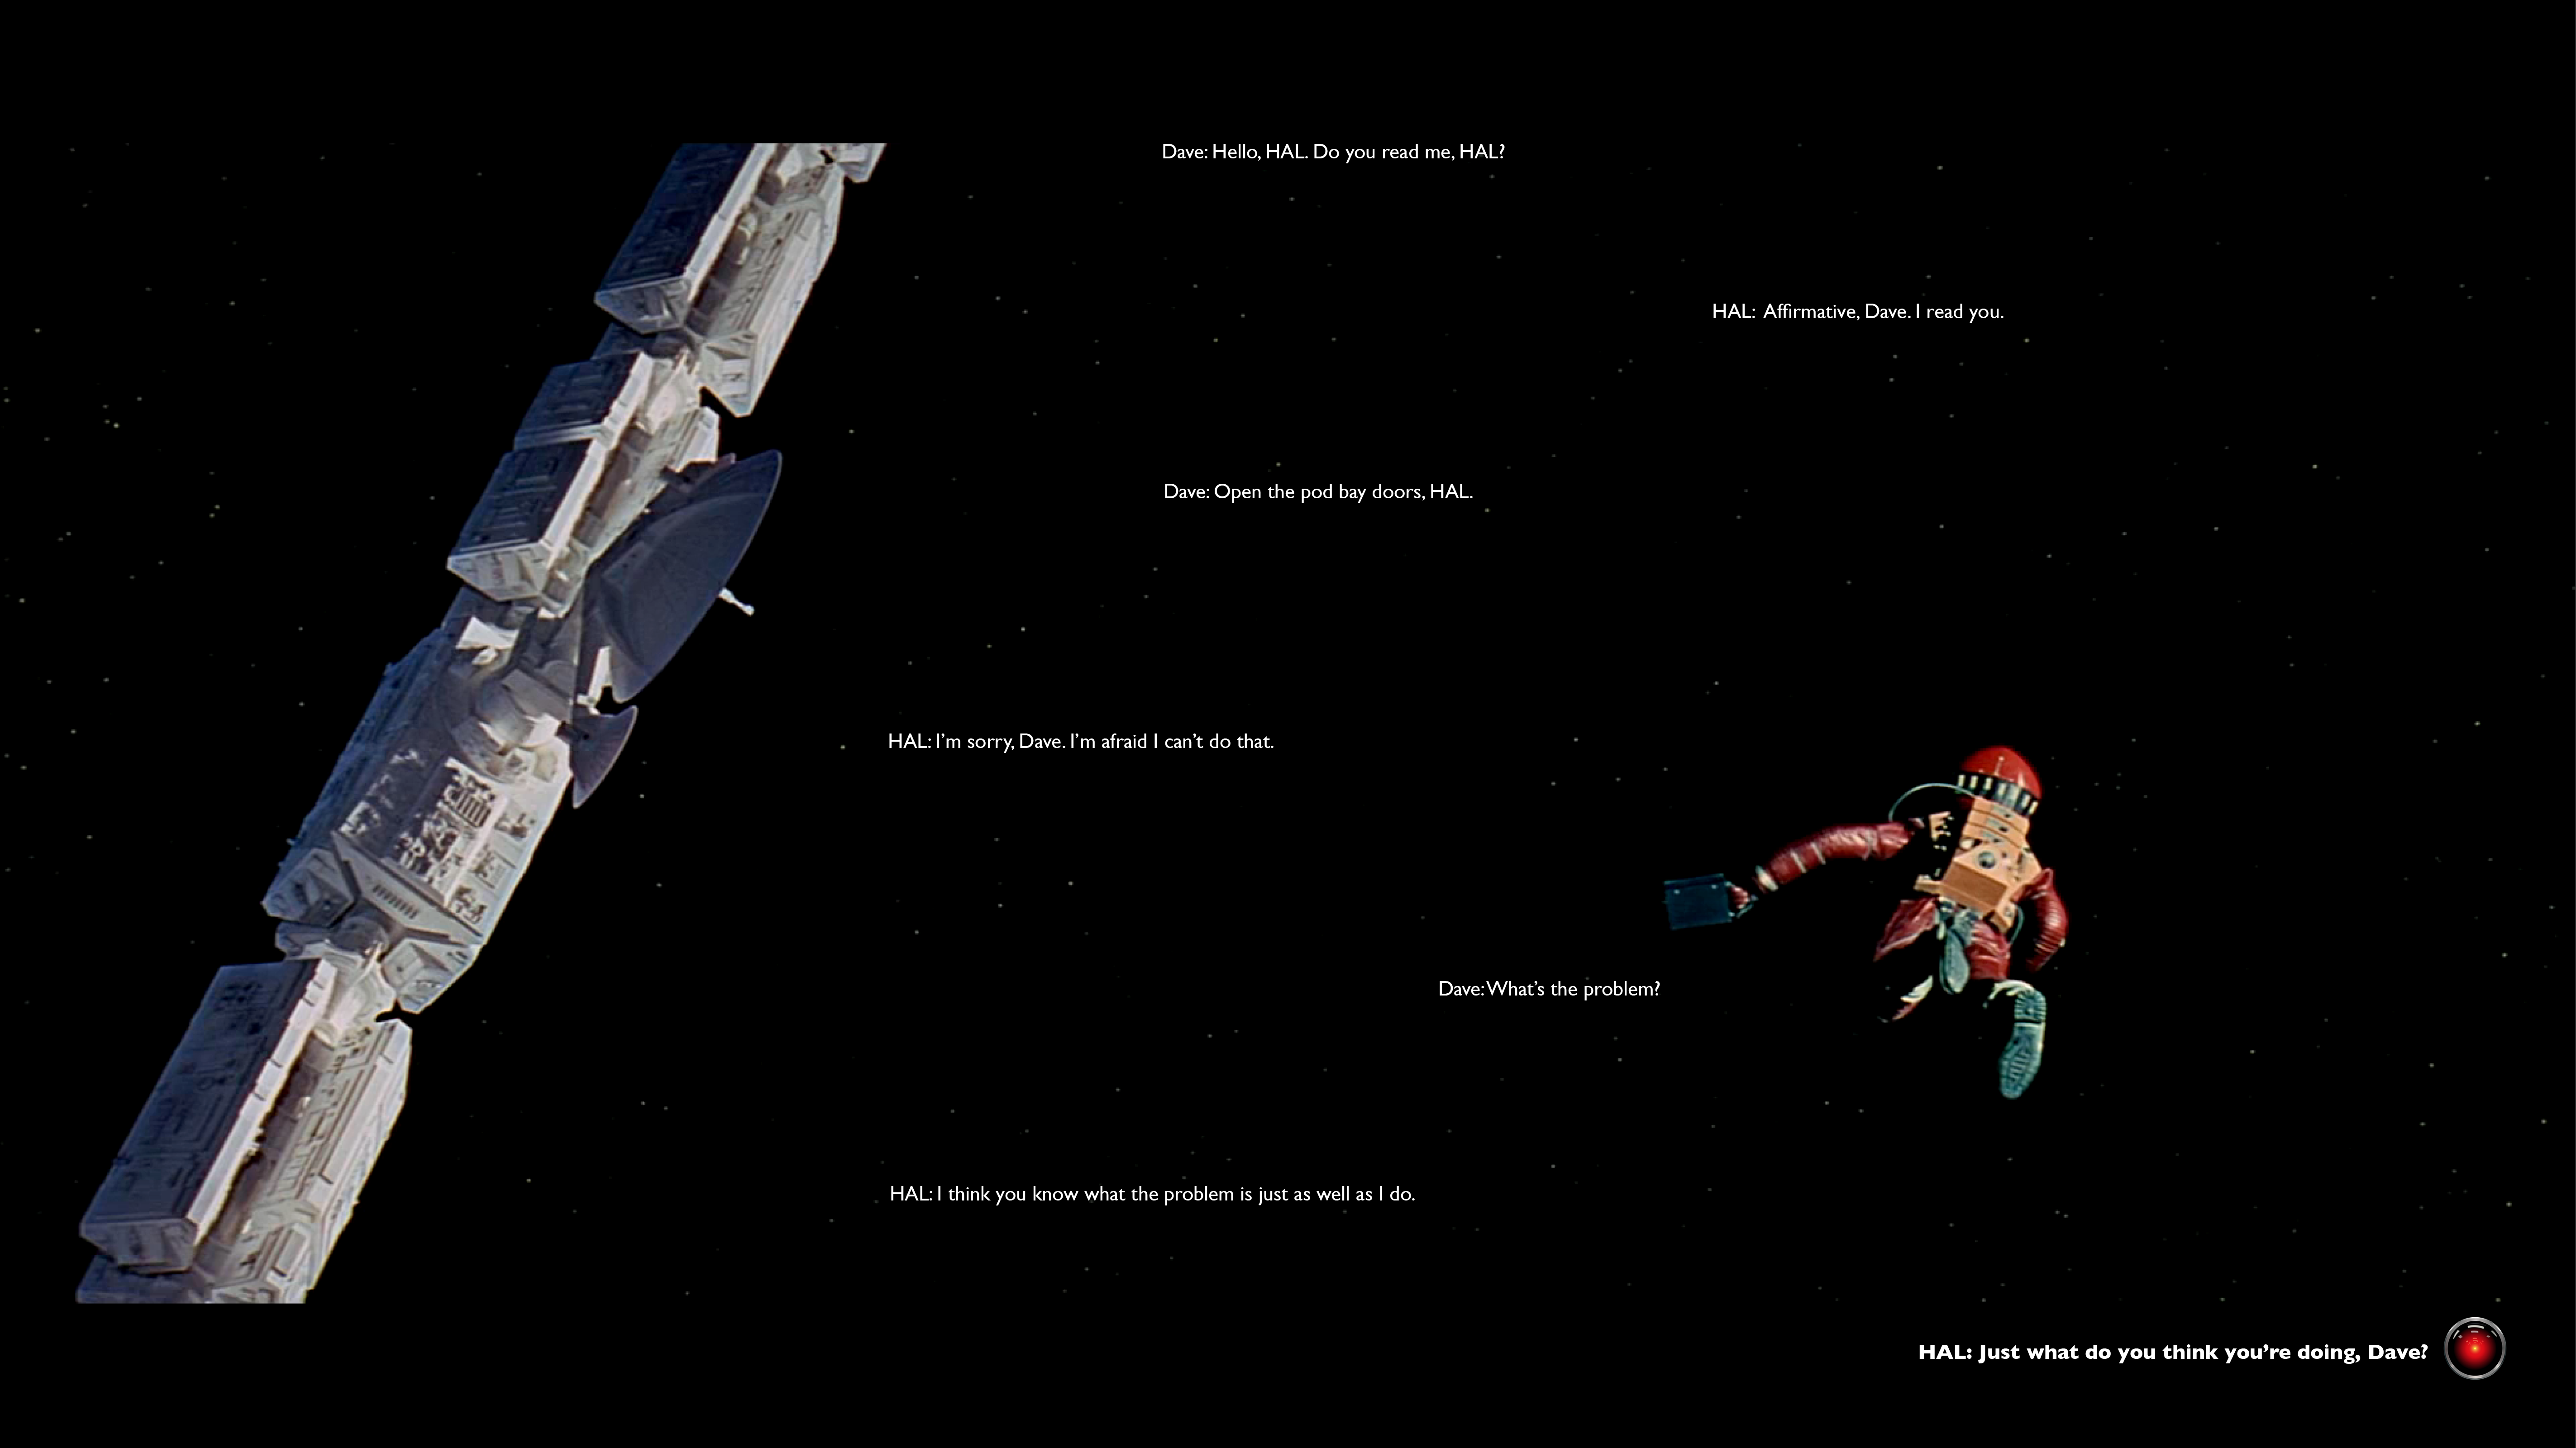 Dave: Hello, HAL. Do you read me, HAL?
HAL: Affirmative, Dave. I read you.
Dave: Open the pod bay doors, HAL.
HAL: I'm sorry, Dave. I'm afraid I can't do that.
Dave: What's the problem?
HAL: I think you know what the problem is just as well as I do.
HAL: Just what do you think you're doing, Dave?